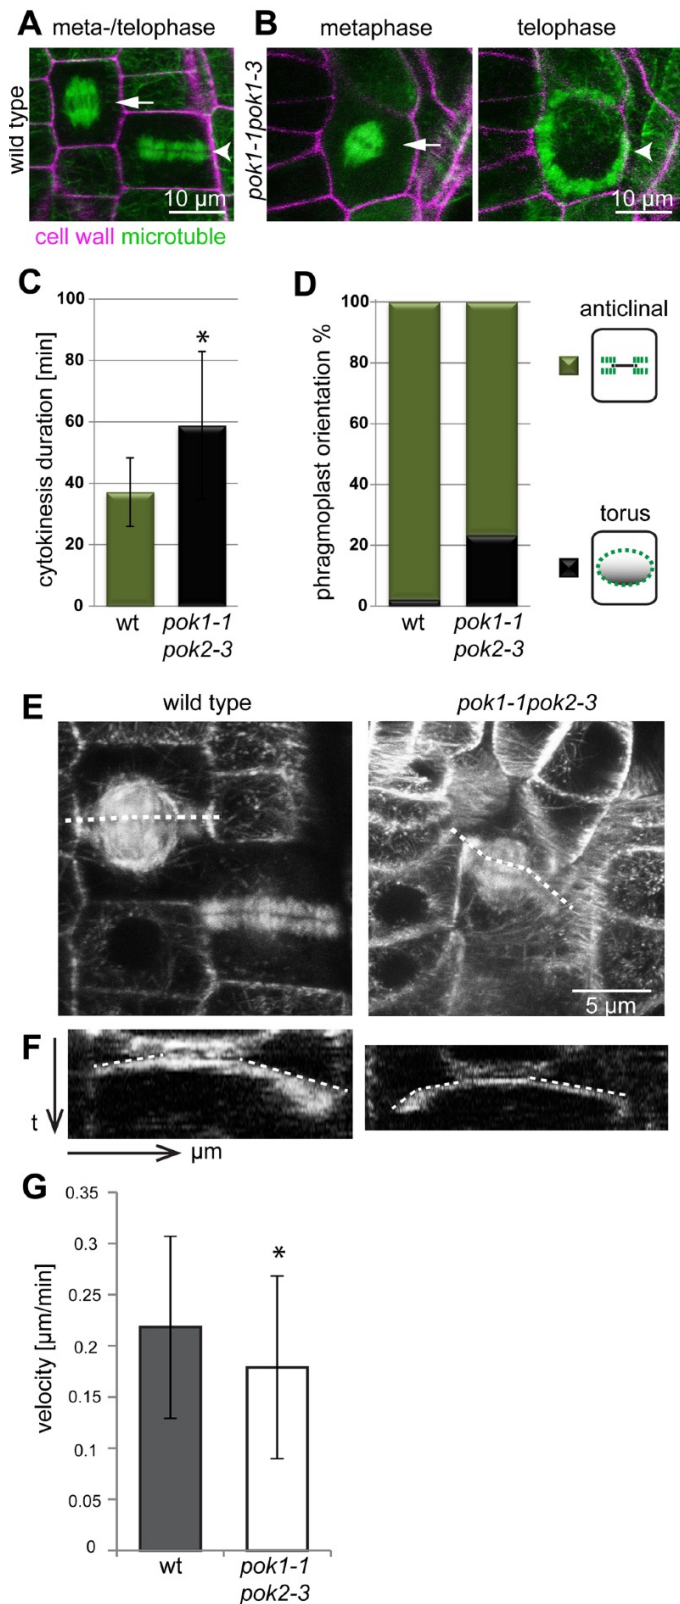 A meta-/telophase
B metaphase telophase
wild type
pok1-1pok1-3
10 µm
10 µm
cell wall microtuble
C
cytokinesis duration [min]
100
80
60
40
20
0
*
wt
pok1-1
pok2-3
D
phragmoplast orientation %
100
80
60
40
20
0
wt
pok1-1
pok2-3
anticlinal
torus
E
wild type
pok1-1pok2-3
5 µm
F
t
µm
G
velocity [µm/min]
0.35
0.3
0.25
0.2
0.15
0.1
0.05
0
*
wt
pok1-1
pok2-3